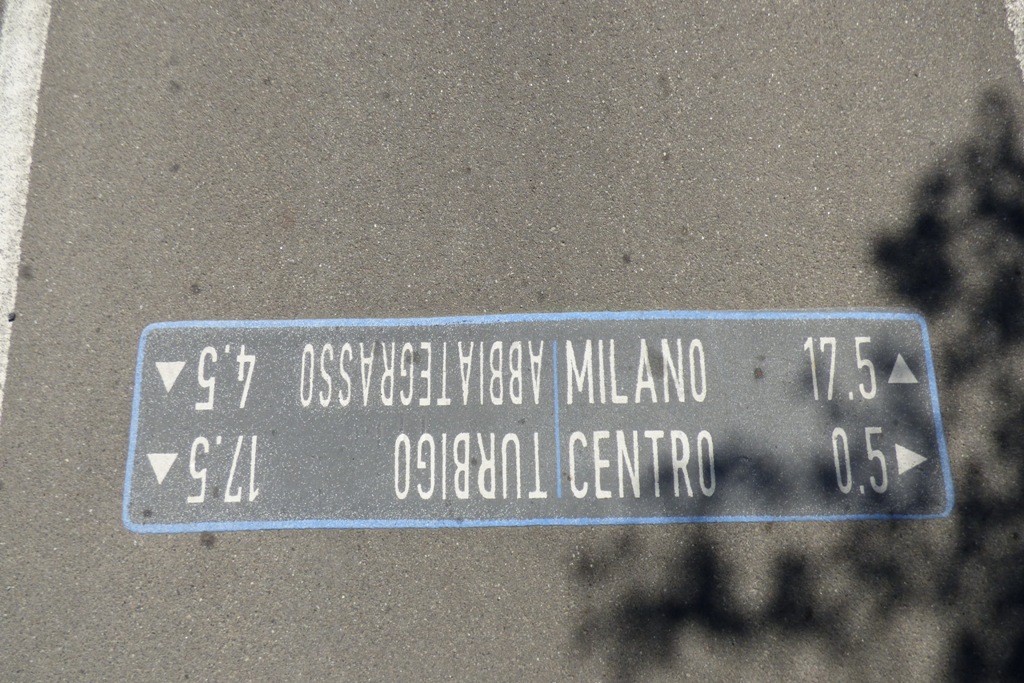 MILANO 17.5
CENTRO 0.5
TURBIGO 17.5
ABBIATEGRASSO 4.5